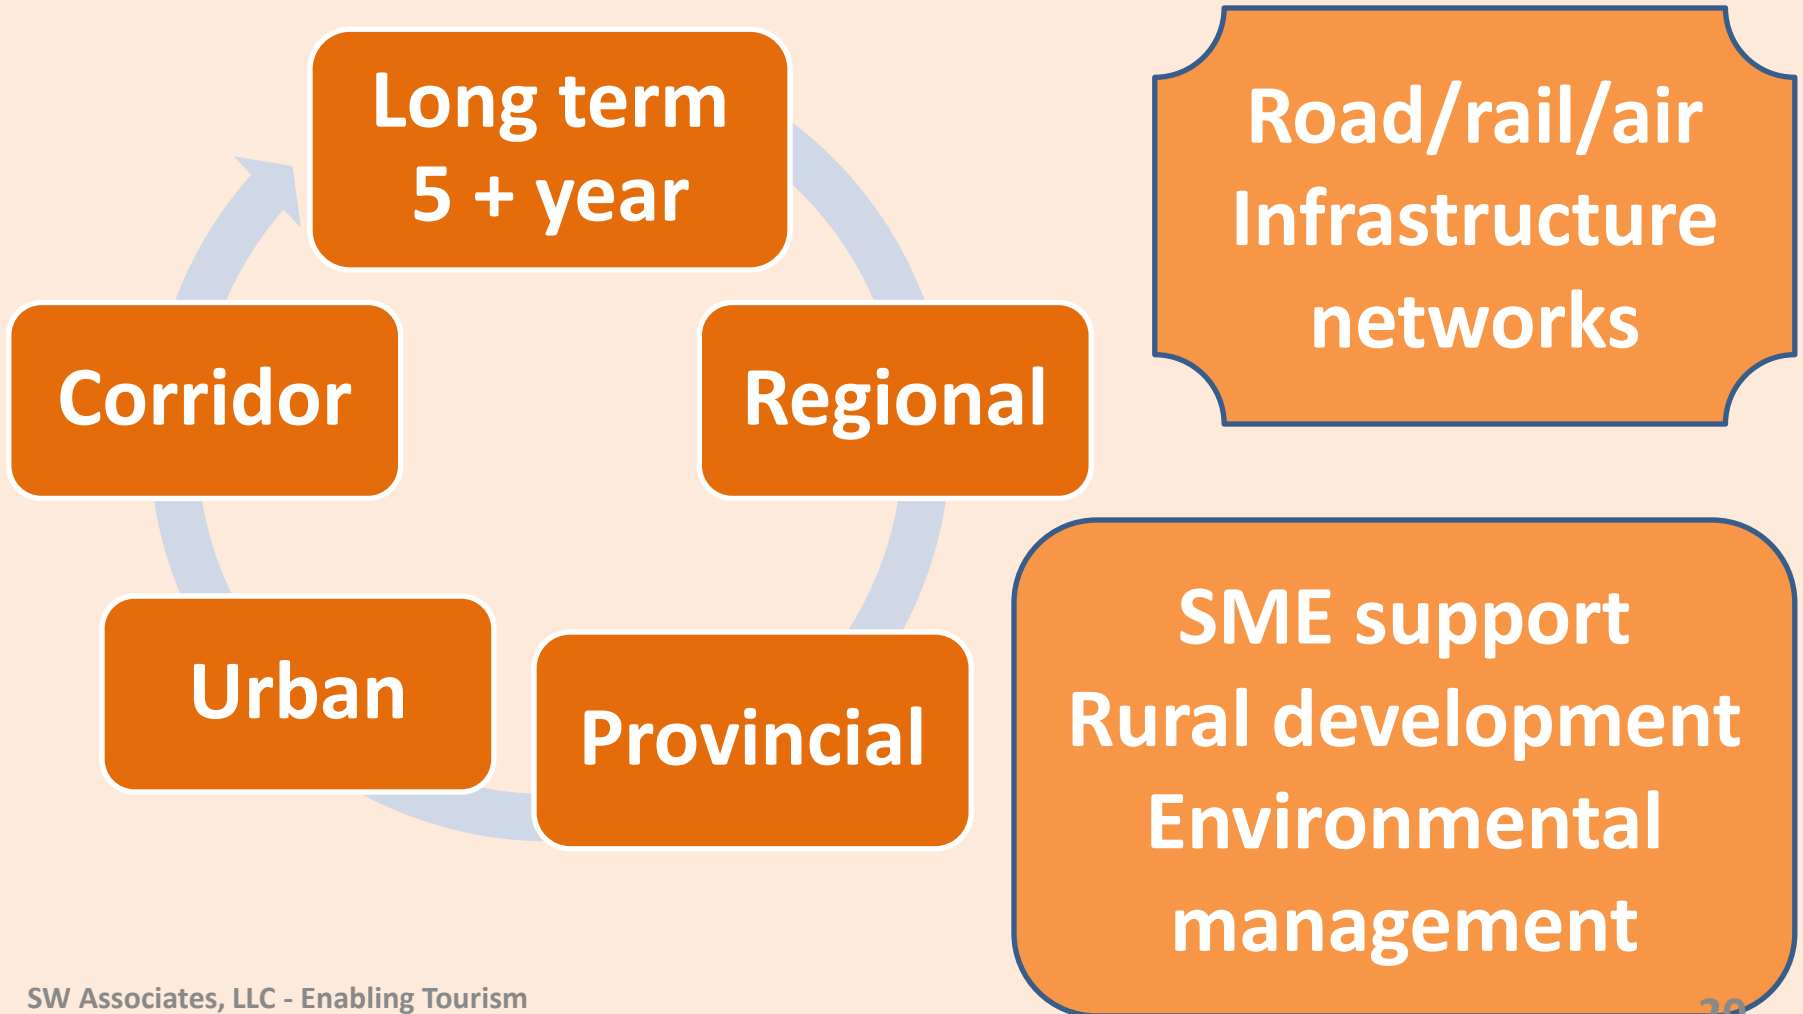 Long term
5 + year
Regional
Provincial
Urban
Corridor
Road/rail/air
Infrastructure
networks
SME support
Rural development
Environmental
management
SW Associates, LLC - Enabling Tourism